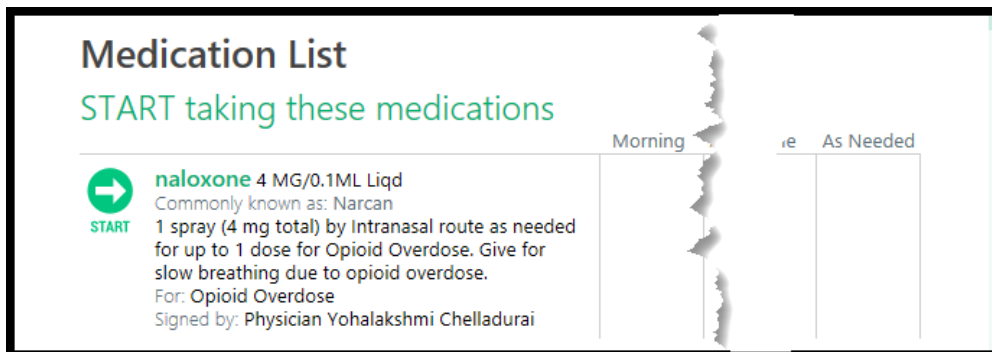 Medication List
START taking these medications
Morning As Needed
START
naloxone 4 MG/0.1ML Liqd
Commonly known as: Narcan
1 spray (4 mg total) by Intranasal route as needed
for up to 1 dose for Opioid Overdose. Give for
slow breathing due to opioid overdose.
For: Opioid Overdose
Signed by: Physician Yohalakshmi Chelladurai